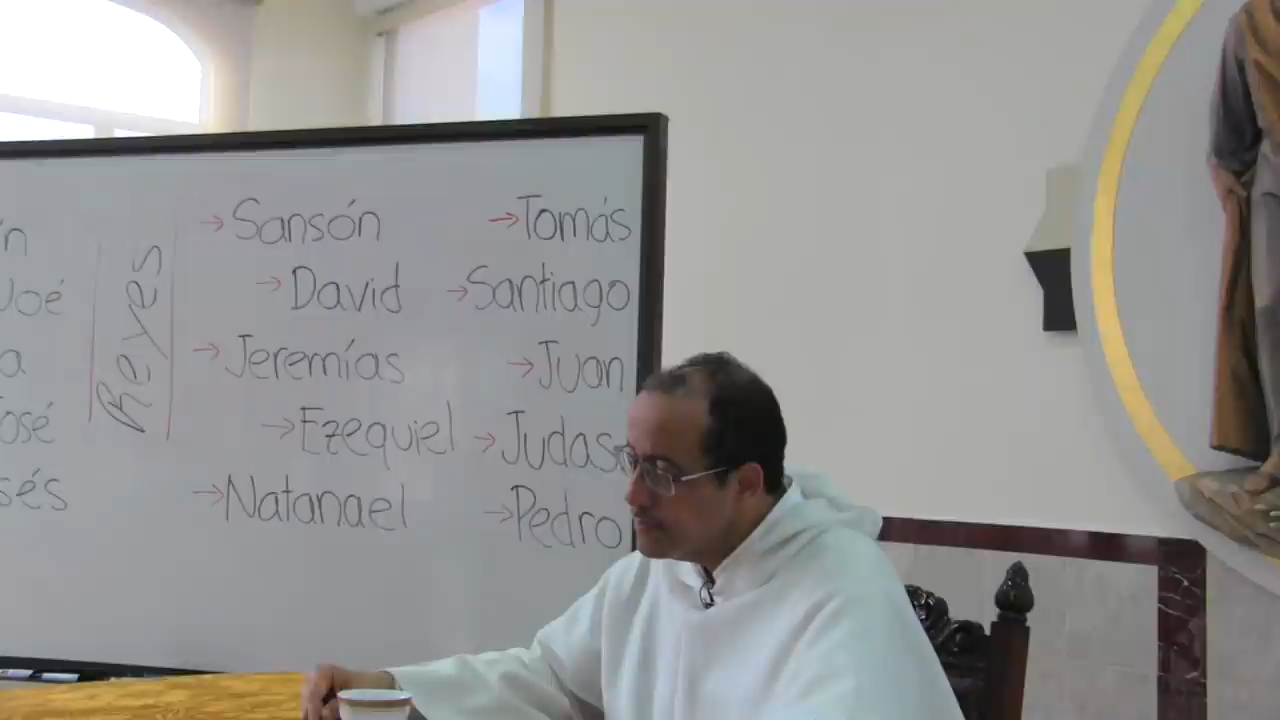 Reyes
→Sansón
→David
→Jeremías
→Ezequiel
→Natanael
→Tomás
→Santiago
→Juan
→Judas
→Pedro